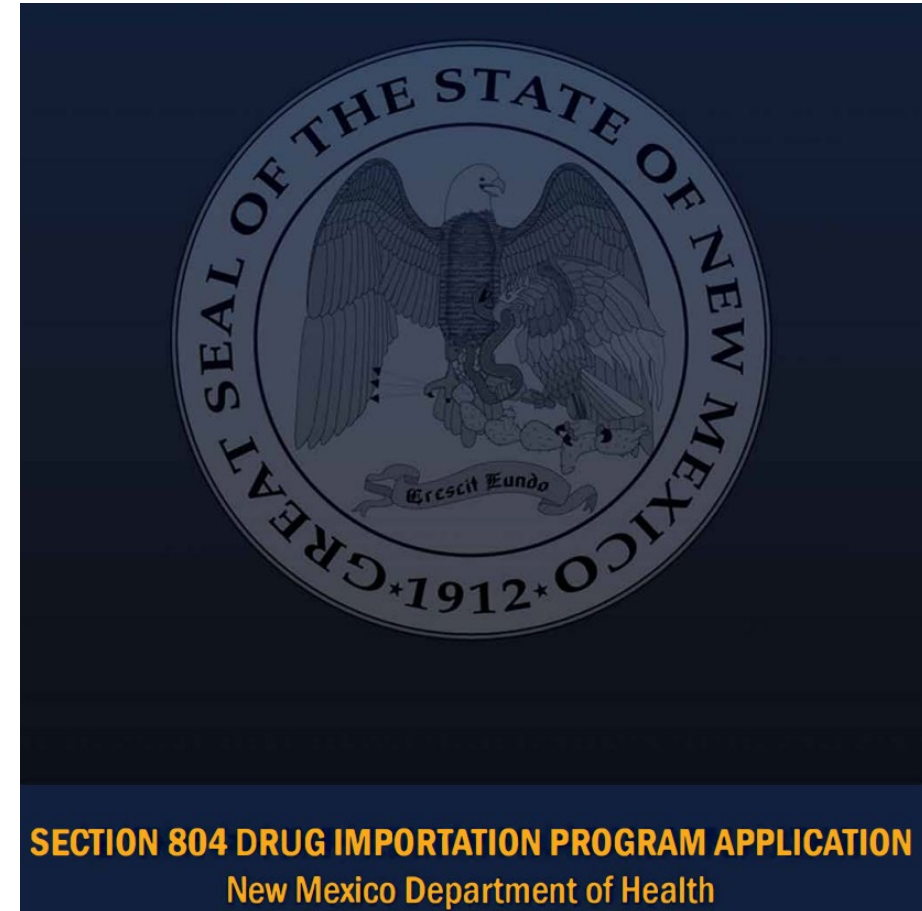 GREAT SEAL OF THE STATE OF NEW MEXICO
Crescit Eundo
★1912★
SECTION 804 DRUG IMPORTATION PROGRAM APPLICATION
New Mexico Department of Health